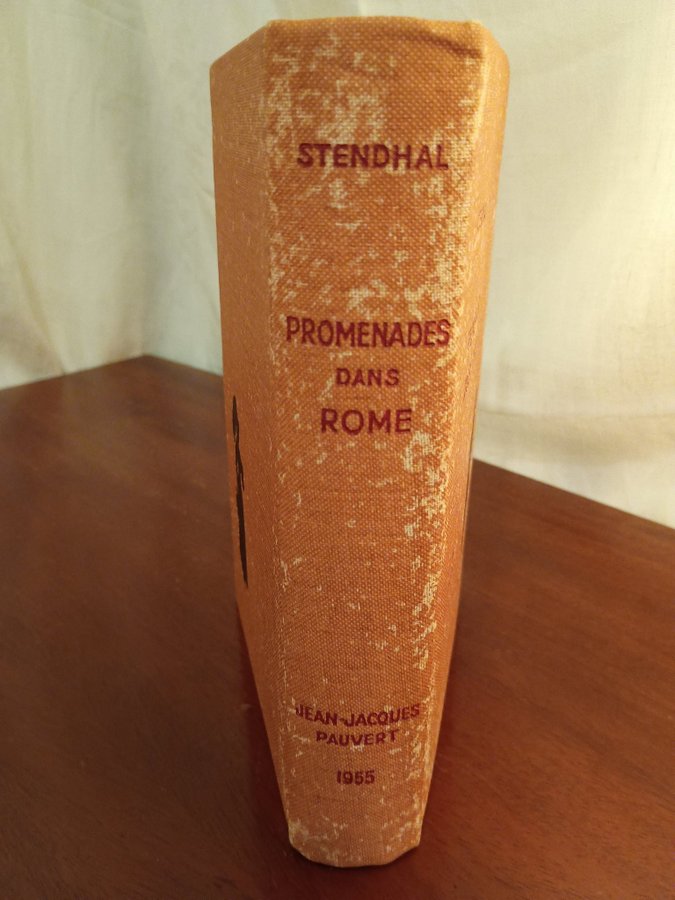 STENDHAL
PROMENADES
DANS
ROME
JEAN-JACQUES
PAUVERT
1955